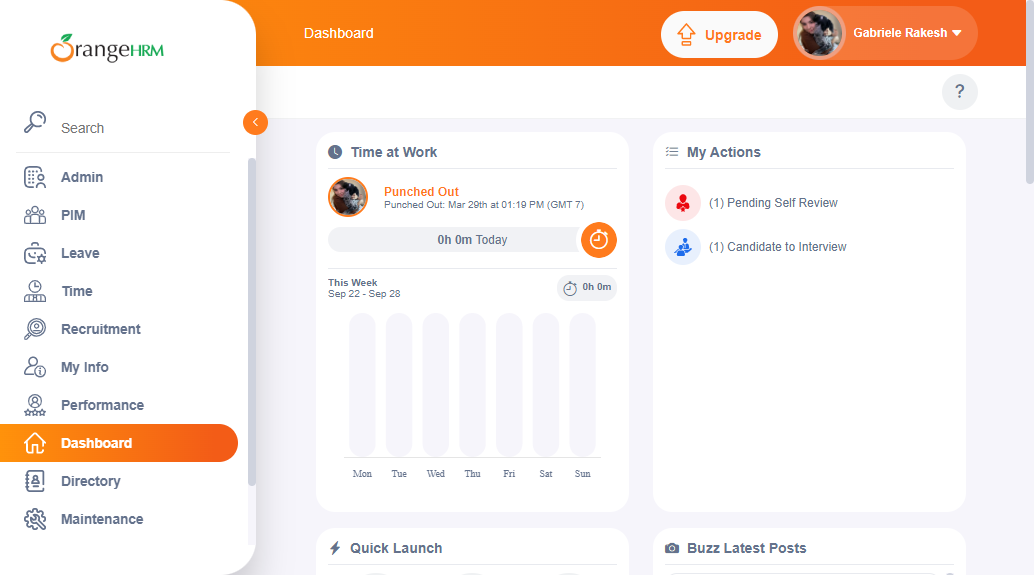 OrangeHRM
Search
Admin
PIM
Leave
Time
Recruitment
My Info
Performance
Dashboard
Directory
Maintenance
Dashboard
Upgrade
Gabriele Rakesh
?
Time at Work
Punched Out
Punched Out: Mar 29th at 01:19 PM (GMT 7)
0h 0m Today
This Week
Sep 22 - Sep 28
0h 0m
Mon Tue Wed Thu Fri Sat Sun
My Actions
(1) Pending Self Review
(1) Candidate to Interview
Quick Launch
Buzz Latest Posts